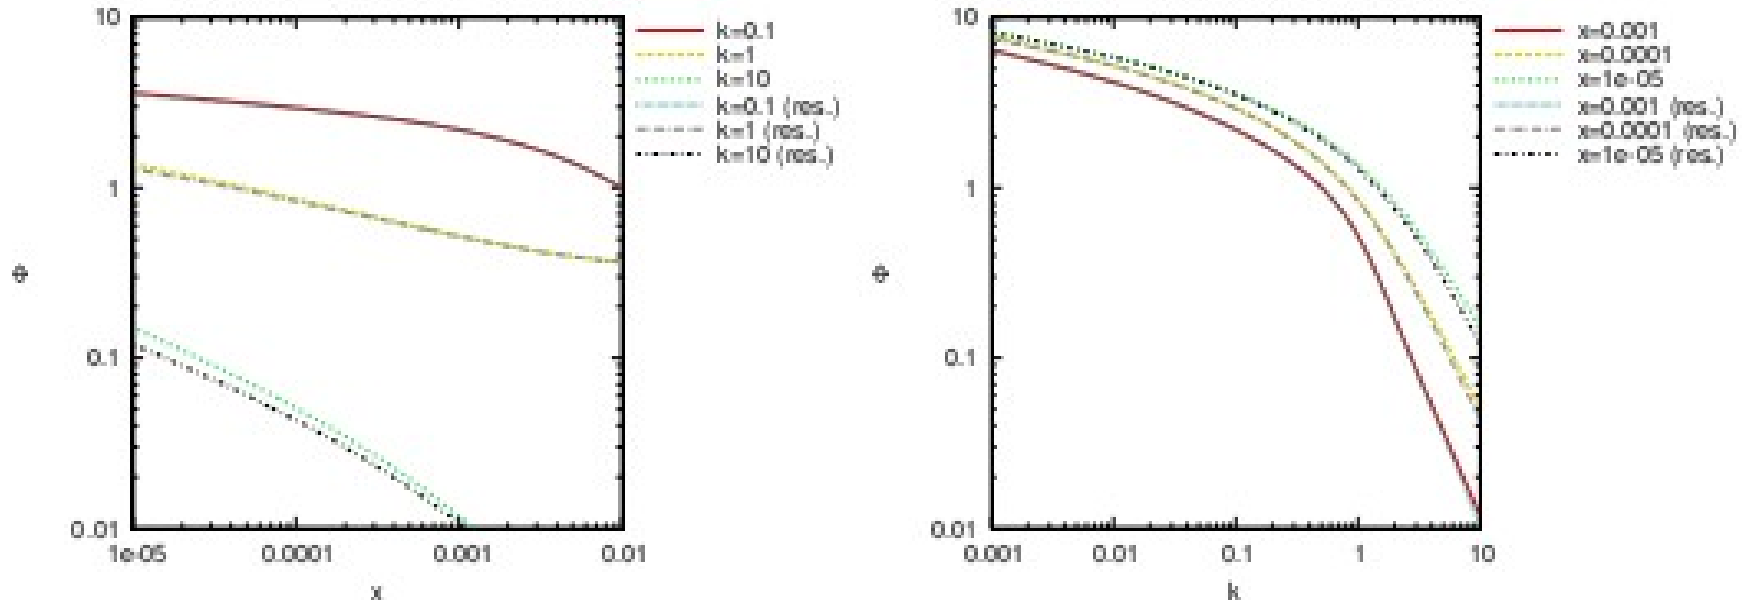 10
1
0.1
0.01
Φ
1e-05 0.0001 0.001 0.01
x
k=0.1
k=1
k=10
k=0.1 (res.)
k=1 (res.)
k=10 (res.)
10
1
0.1
0.01
Φ
0.001 0.01 0.1 1 10
k
x=0.001
x=0.0001
x=1e-05
x=0.001 (res.)
x=0.0001 (res.)
x=1e-05 (res.)